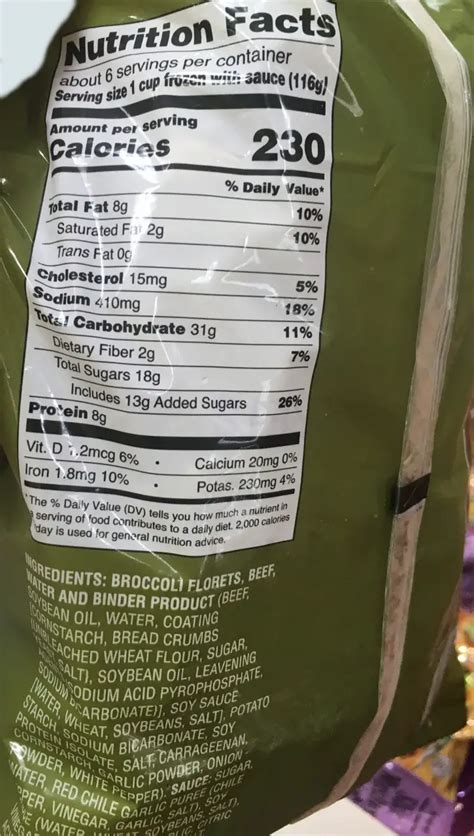 Nutrition Facts
about 6 servings per container
Serving size 1 cup frozen with sauce (116g)
Amount per serving
Calories 230
% Daily Value*
Total Fat 8g 10%
Saturated Fat 2g 10%
Trans Fat 0g
Cholesterol 15mg 5%
Sodium 410mg 18%
Total Carbohydrate 31g 11%
Dietary Fiber 2g 7%
Total Sugars 18g
Includes 13g Added Sugars 26%
Protein 8g
Vit. D 1.2mcg 6% • Calcium 20mg 0%
Iron 1.8mg 10% • Potas. 230mg 4%
*The % Daily Value (DV) tells you how much a nutrient in
a serving of food contributes to a daily diet. 2,000 calories
a day is used for general nutrition advice.
INGREDIENTS: BROCCOLI FLORETS, BEEF,
WATER AND BINDER PRODUCT (BEEF,
SOYBEAN OIL, WATER, COATING
CORNSTARCH, BREAD CRUMBS
WHEAT FLOUR, SUGAR,
SALT), SOYBEAN OIL, LEAVENING
SODIUM ACID PYROPHOSPHATE,
SODIUM BICARBONATE)], SOY SAUCE
[WATER, WHEAT, SOYBEANS, SALT], POTATO
STARCH, SODIUM BICARBONATE, SOY
PROTEIN ISOLATE, SALT, CARRAGEENAN,
CORNSTARCH, GARLIC POWDER, ONION
POWDER, WHITE PEPPER). SAUCE: SUGAR,
WATER, RED CHILE GARLIC PUREE (CHILE
VINEGAR, GARLIC, SALT), SOY
(WATER, WHEAT, SOYBEANS, SALT),